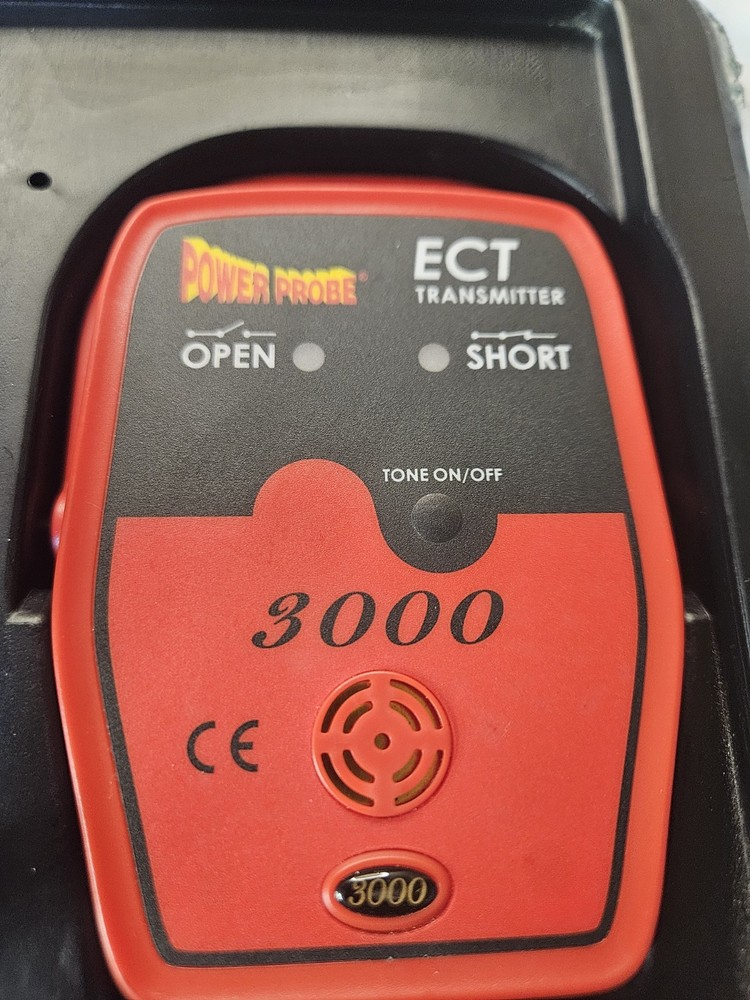 POWER PROBE®
ECT
TRANSMITTER
OPEN
SHORT
TONE ON/OFF
3000
CE
3000